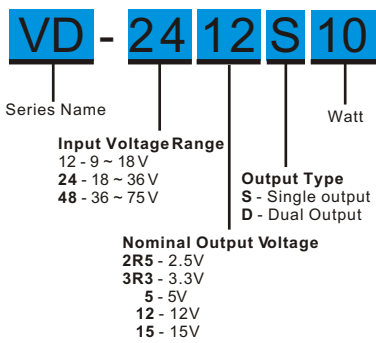 VD - 24 12 S 10
Series Name
Watt
Input Voltage Range
12 - 9 ~ 18V
24 - 18 ~ 36V
48 - 36 ~ 75V
Output Type
S - Single output
D - Dual Output
Nominal Output Voltage
2R5 - 2.5V
3R3 - 3.3V
5 - 5V
12 - 12V
15 - 15V